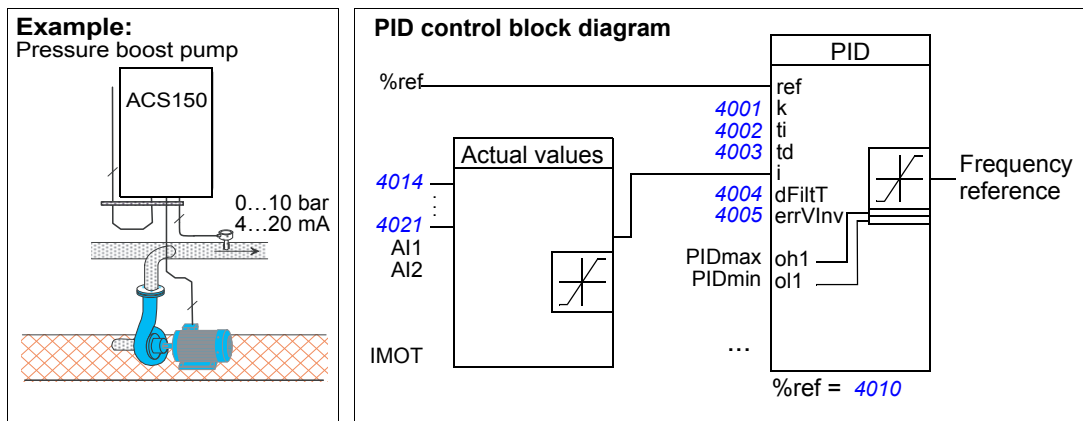 Example:
Pressure boost pump
ACS150
0…10 bar
4…20 mA
PID control block diagram
PID
%ref
ref
4001
k
4002
ti
4003
td
i
4004
dFiltT
4005
errVInv
PIDmax
oh1
PIDmin
ol1
…
Actual values
4014
4021
AI1
AI2
IMOT
Frequency
reference
%ref = 4010